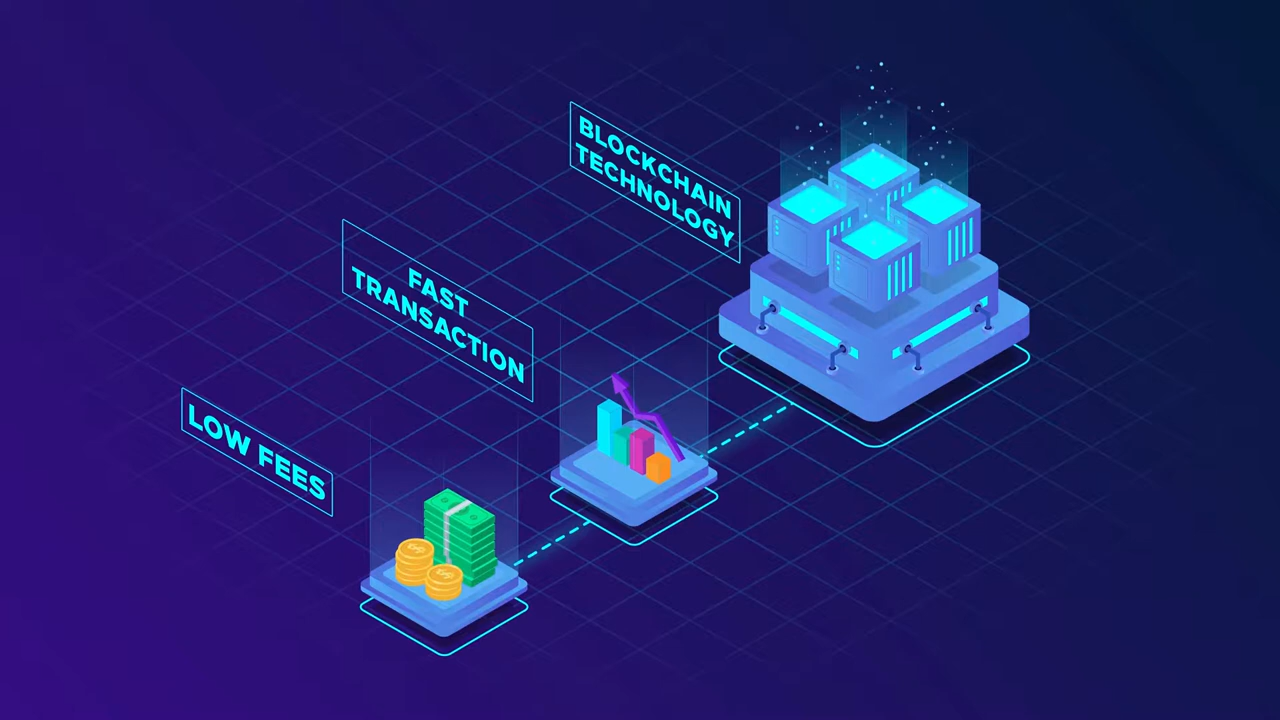 BLOCKCHAIN
TECHNOLOGY
FAST
TRANSACTION
LOW FEES